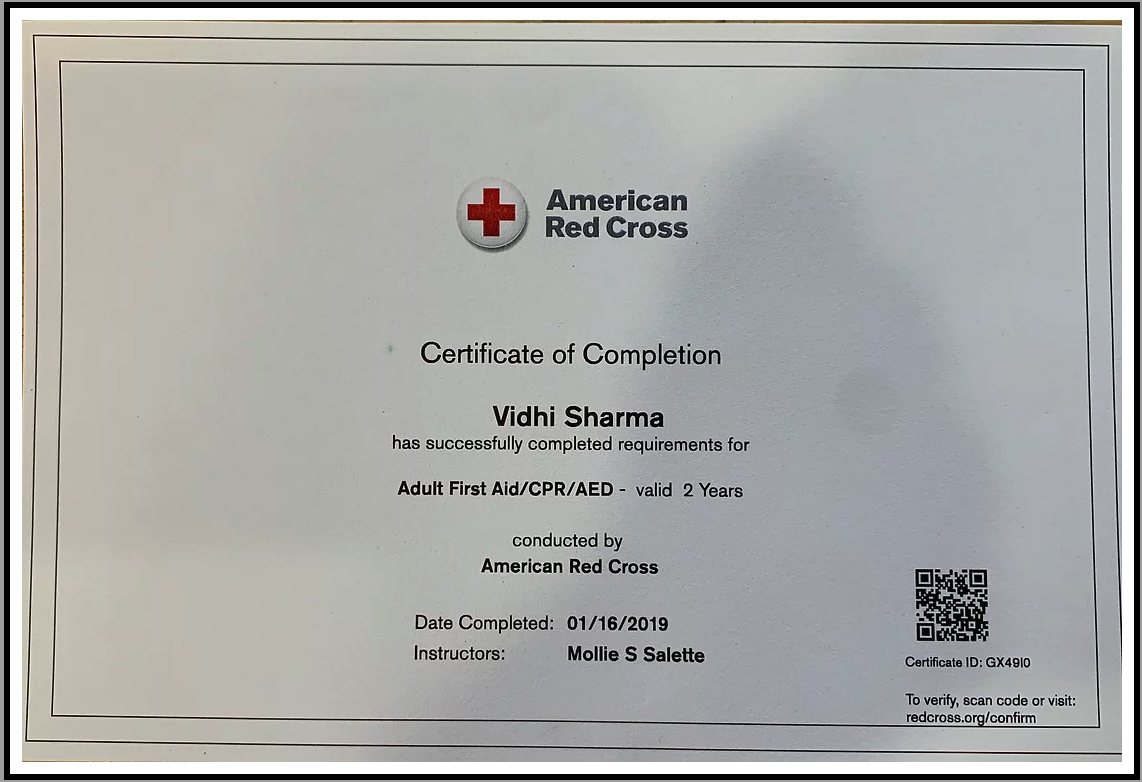 American
Red Cross
Certificate of Completion
Vidhi Sharma
has successfully completed requirements for
Adult First Aid/CPR/AED - valid 2 Years
conducted by
American Red Cross
Date Completed: 01/16/2019
Instructors: Mollie S Salette
Certificate ID: GX49I0
To verify, scan code or visit:
redcross.org/confirm